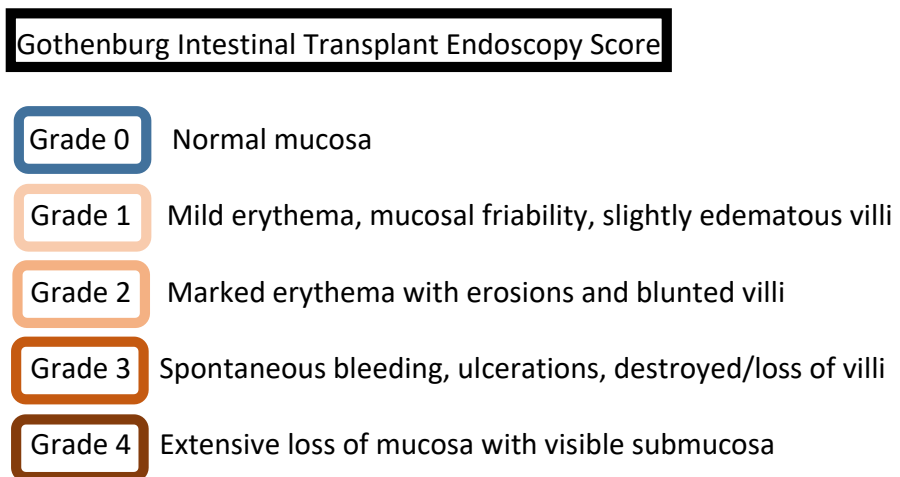 Gothenburg Intestinal Transplant Endoscopy Score
Grade 0 Normal mucosa
Grade 1 Mild erythema, mucosal friability, slightly edematous villi
Grade 2 Marked erythema with erosions and blunted villi
Grade 3 Spontaneous bleeding, ulcerations, destroyed/loss of villi
Grade 4 Extensive loss of mucosa with visible submucosa